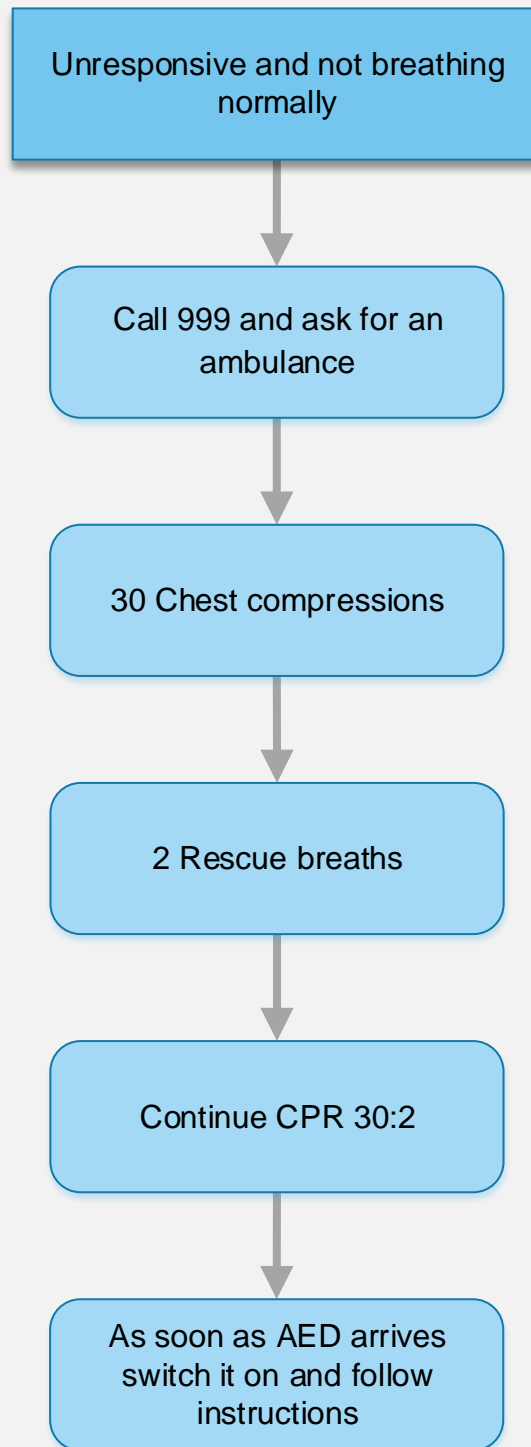 Unresponsive and not breathing
normally
Call 999 and ask for an
ambulance
30 Chest compressions
2 Rescue breaths
Continue CPR 30:2
As soon as AED arrives
switch it on and follow
instructions